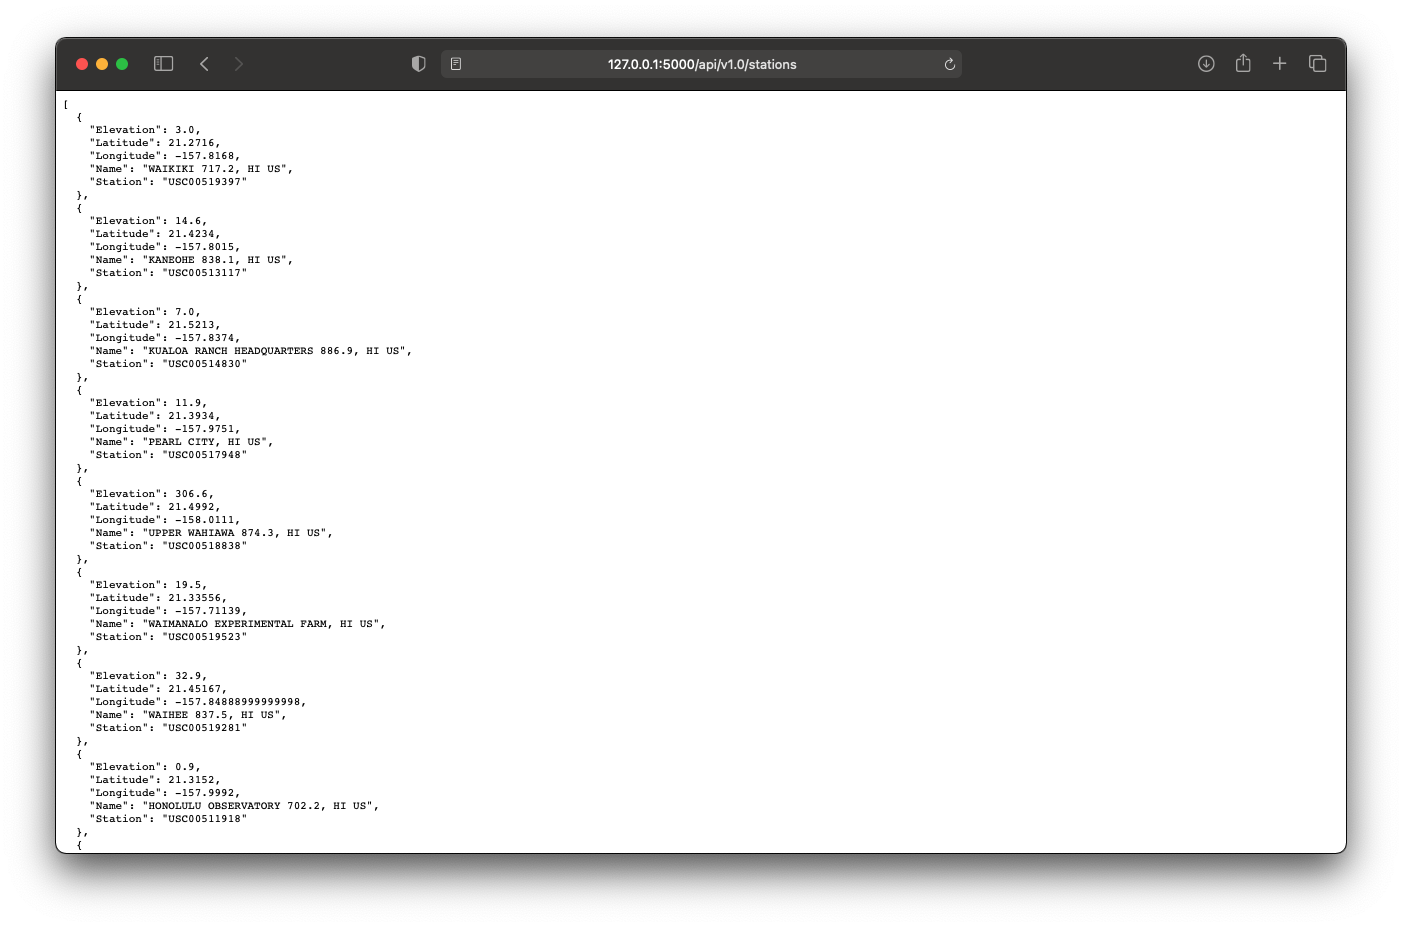 127.0.0.1:5000/api/v1.0/stations
[
  {
    "Elevation": 3.0,
    "Latitude": 21.2716,
    "Longitude": -157.8168,
    "Name": "WAIKIKI 717.2, HI US",
    "Station": "USC00519397"
  },
  {
    "Elevation": 14.6,
    "Latitude": 21.4234,
    "Longitude": -157.8015,
    "Name": "KANEOHE 838.1, HI US",
    "Station": "USC00513117"
  },
  {
    "Elevation": 7.0,
    "Latitude": 21.5213,
    "Longitude": -157.8374,
    "Name": "KUALOA RANCH HEADQUARTERS 886.9, HI US",
    "Station": "USC00514830"
  },
  {
    "Elevation": 11.9,
    "Latitude": 21.3934,
    "Longitude": -157.9751,
    "Name": "PEARL CITY, HI US",
    "Station": "USC00517948"
  },
  {
    "Elevation": 306.6,
    "Latitude": 21.4992,
    "Longitude": -158.0111,
    "Name": "UPPER WAHIAWA 874.3, HI US",
    "Station": "USC00518838"
  },
  {
    "Elevation": 19.5,
    "Latitude": 21.33556,
    "Longitude": -157.71139,
    "Name": "WAIMANALO EXPERIMENTAL FARM, HI US",
    "Station": "USC00519523"
  },
  {
    "Elevation": 32.9,
    "Latitude": 21.45167,
    "Longitude": -157.84888999999998,
    "Name": "WAIHEE 837.5, HI US",
    "Station": "USC00519281"
  },
  {
    "Elevation": 0.9,
    "Latitude": 21.3152,
    "Longitude": -157.9992,
    "Name": "HONOLULU OBSERVATORY 702.2, HI US",
    "Station": "USC00511918"
  },
  {